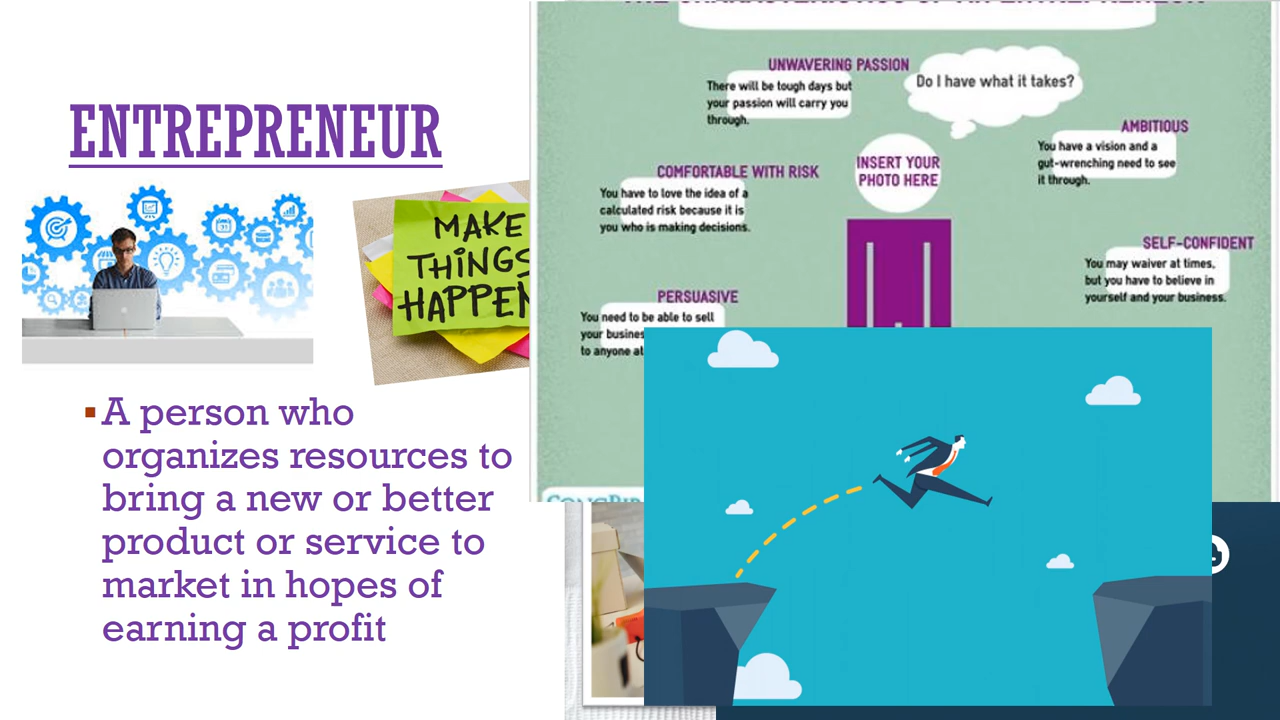 ENTREPRENEUR
MAKE
THINGS
HAPPEN
▪A person who
organizes resources to
bring a new or better
product or service to
market in hopes of
earning a profit
UNWAVERING PASSION
There will be tough days but
your passion will carry you
through.
Do I have what it takes?
AMBITIOUS
You have a vision and a
gut-wrenching need to see
it through.
COMFORTABLE WITH RISK
You have to love the idea of a
calculated risk because it is
you who is making decisions.
INSERT YOUR
PHOTO HERE
SELF-CONFIDENT
You may waiver at times,
but you have to believe in
yourself and your business.
PERSUASIVE
You need to be able to sell
your
to anyone